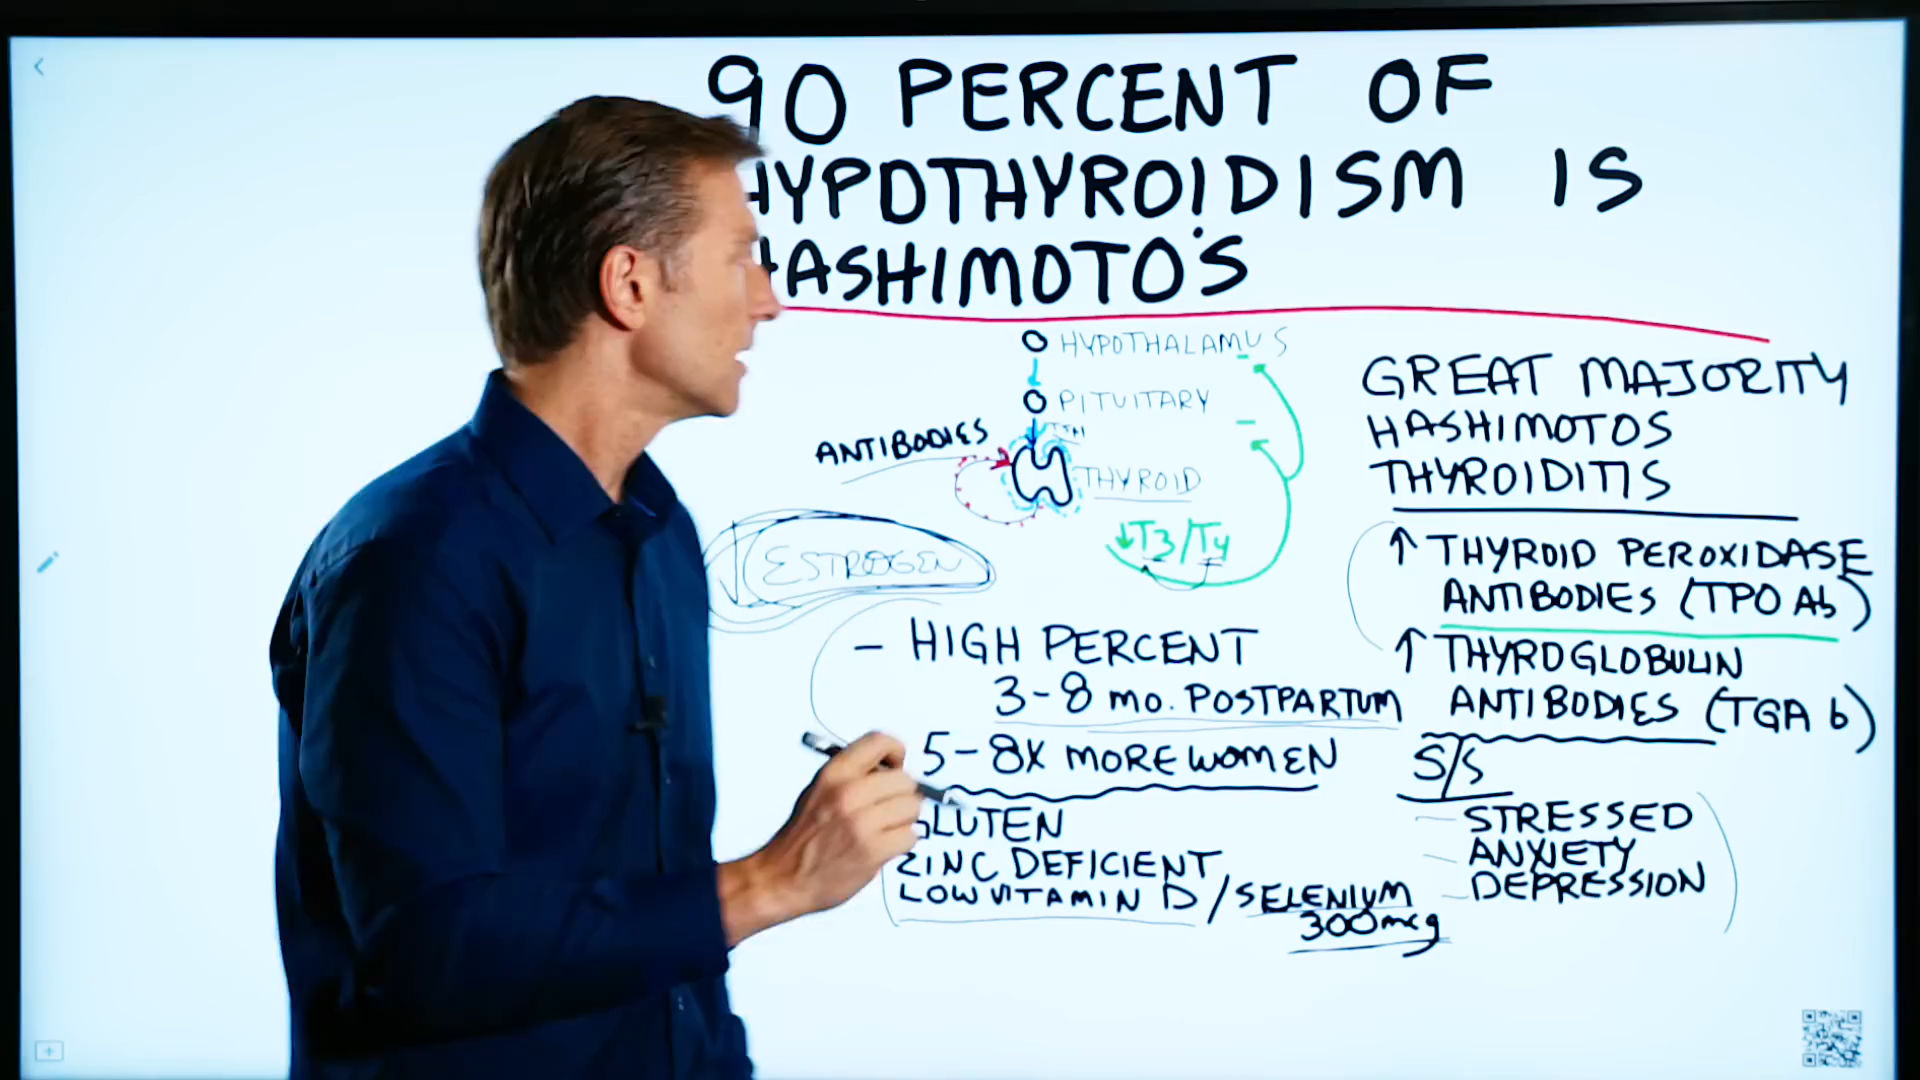 90 PERCENT OF
HYPOTHYROIDISM IS
HASHIMOTO'S
HYPOTHALAMUS
PITUITARY
TSH
ANTIBODIES
THYROID
↓T3/T4
ESTROGEN
- HIGH PERCENT
3-8 mo. POSTPARTUM
5-8X MORE WOMEN
GLUTEN
ZINC DEFICIENT
LOW VITAMIN D/SELENIUM
300mcg
GREAT MAJORITY
HASHIMOTOS
THYROIDITIS
↑ THYROID PEROXIDASE
ANTIBODIES (TPO Ab)
↑ THYROGLOBULIN
ANTIBODIES (TGA b)
S/S
- STRESSED
- ANXIETY
- DEPRESSION